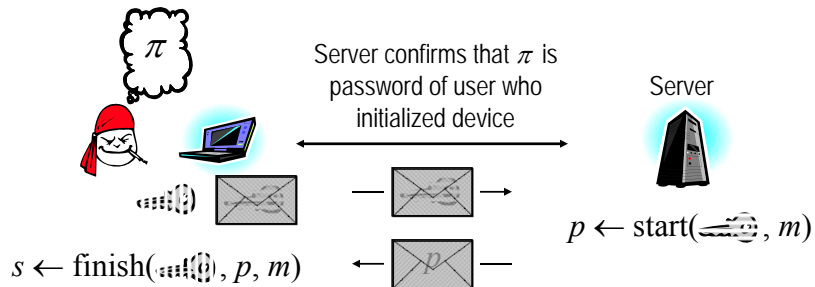 π
Server confirms that π is
password of user who
initialized device
Server
p
p ← start( , m)
s ← finish( , p, m)